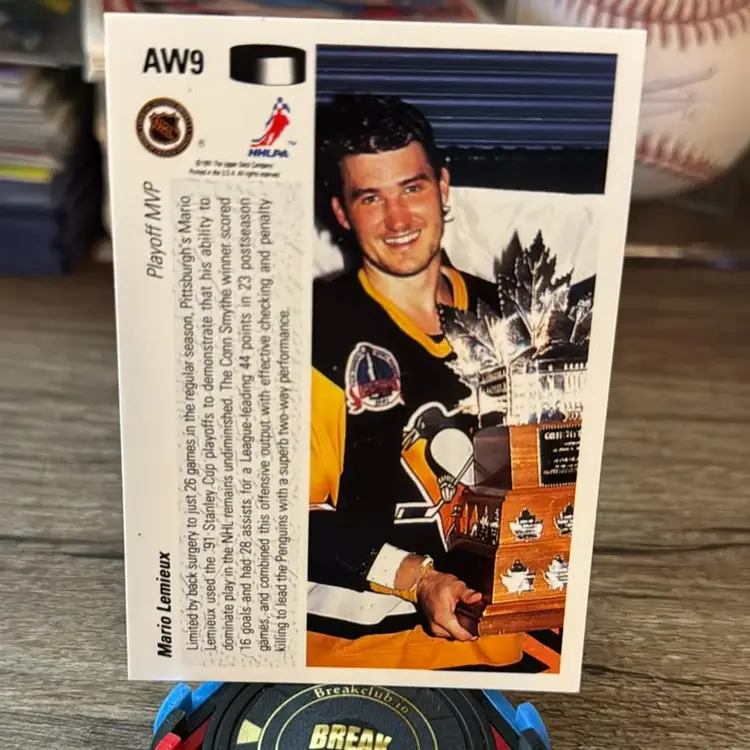 AW9
NHL
®
NHLPA
™
© 1991 The Upper Deck Company
Printed in the U.S.A. All rights reserved
Playoff MVP
Mario Lemieux
Limited by back surgery to just 26 games in the regular season, Pittsburgh's Mario
Lemieux used the '91 Stanley Cup playoffs to demonstrate that his ability to
dominate play in the NHL remains undiminished. The Conn Smythe winner scored
16 goals and had 28 assists for a League-leading 44 points in 23 postseason
games, and combined this offensive output with effective checking and penalty
killing to lead the Penguins with a superb two-way performance.
Breakclub.io
BREAK